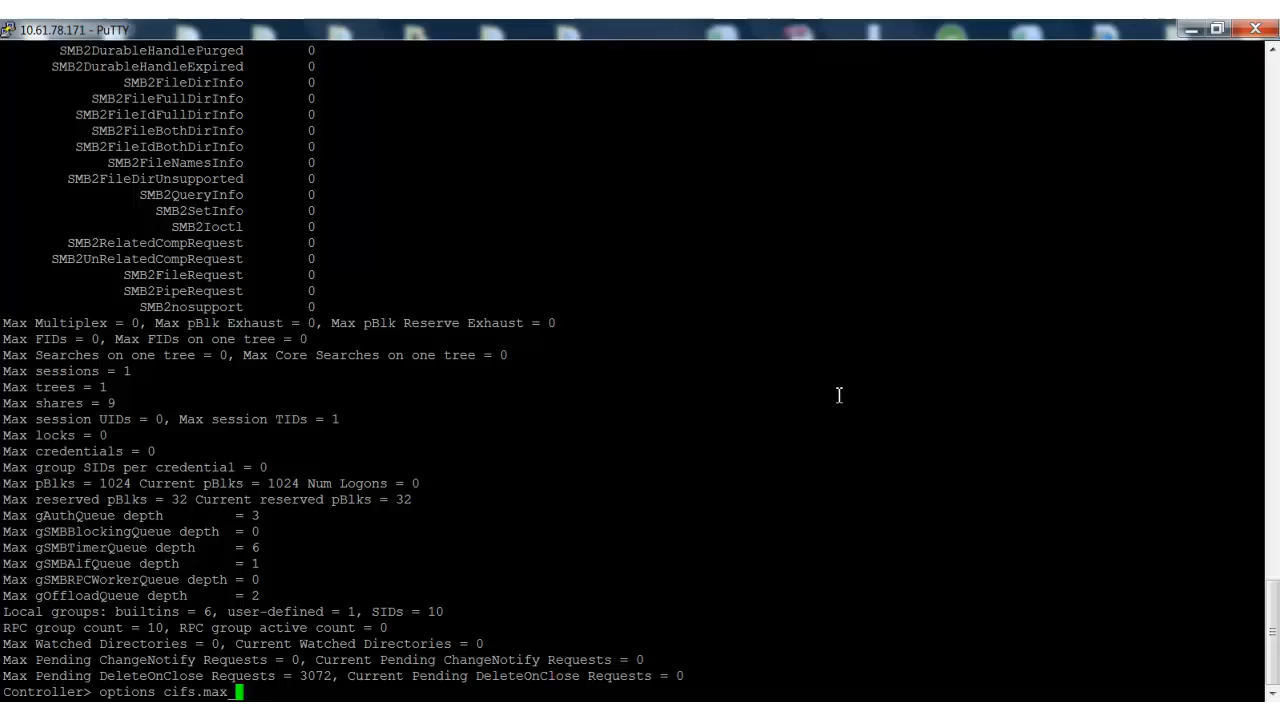 10.61.78.171 - PuTTY
SMB2DurableHandlePurged 0
SMB2DurableHandleExpired 0
SMB2FileDirInfo 0
SMB2FileFullDirInfo 0
SMB2FileIdFullDirInfo 0
SMB2FileBothDirInfo 0
SMB2FileIdBothDirInfo 0
SMB2FileNamesInfo 0
SMB2FileDirUnsupported 0
SMB2QueryInfo 0
SMB2SetInfo 0
SMB2Ioctl 0
SMB2RelatedCompRequest 0
SMB2UnRelatedCompRequest 0
SMB2FileRequest 0
SMB2PipeRequest 0
SMB2nosupport 0
Max Multiplex = 0, Max pBlk Exhaust = 0, Max pBlk Reserve Exhaust = 0
Max FIDs = 0, Max FIDs on one tree = 0
Max Searches on one tree = 0, Max Core Searches on one tree = 0
Max sessions = 1
Max trees = 1
Max shares = 9
Max session UIDs = 0, Max session TIDs = 1
Max locks = 0
Max credentials = 0
Max group SIDs per credential = 0
Max pBlks = 1024 Current pBlks = 1024 Num Logons = 0
Max reserved pBlks = 32 Current reserved pBlks = 32
Max gAuthQueue depth = 3
Max gSMBBlockingQueue depth = 0
Max gSMBTimerQueue depth = 6
Max gSMBAlfQueue depth = 1
Max gSMBRPCWorkerQueue depth = 0
Max gOffloadQueue depth = 2
Local groups: builtins = 6, user-defined = 1, SIDs = 10
RPC group count = 10, RPC group active count = 0
Max Watched Directories = 0, Current Watched Directories = 0
Max Pending ChangeNotify Requests = 0, Current Pending ChangeNotify Requests = 0
Max Pending DeleteOnClose Requests = 3072, Current Pending DeleteOnClose Requests = 0
Controller> options cifs.max_